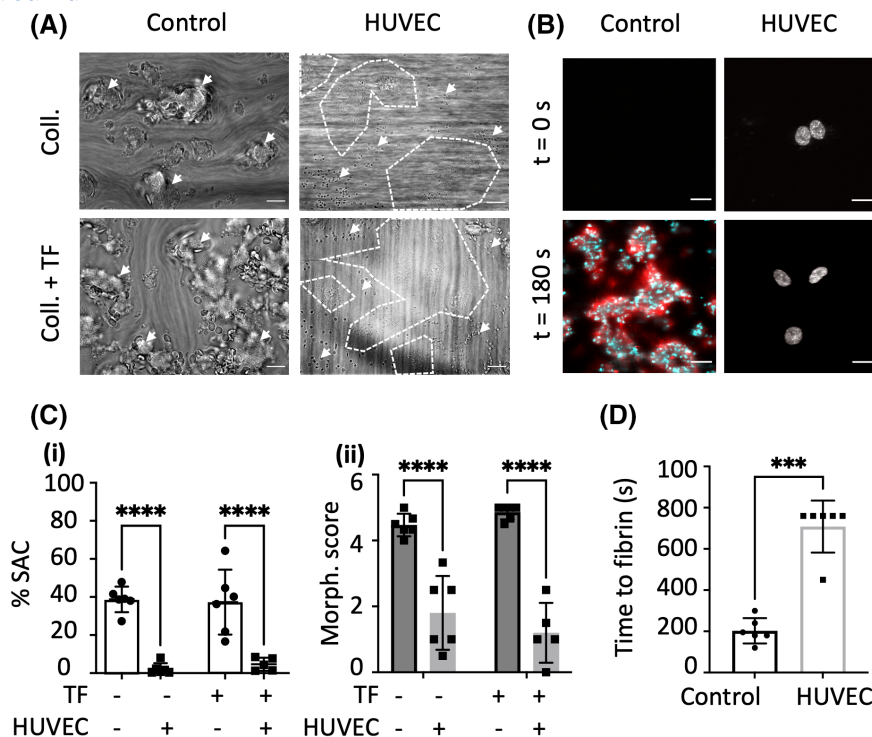 (A)
Control
HUVEC
Coll.
Coll. + TF
(B)
Control
HUVEC
t = 0 s
t = 180 s
(C)
(i)
% SAC
100
80
60
40
20
0
****
****
TF - - + +
HUVEC - + - +
(ii)
Morph. score
6
4
2
0
****
****
- - + +
HUVEC - + - +
(D)
Time to fibrin (s)
100
800
600
400
200
0
***
Control HUVEC